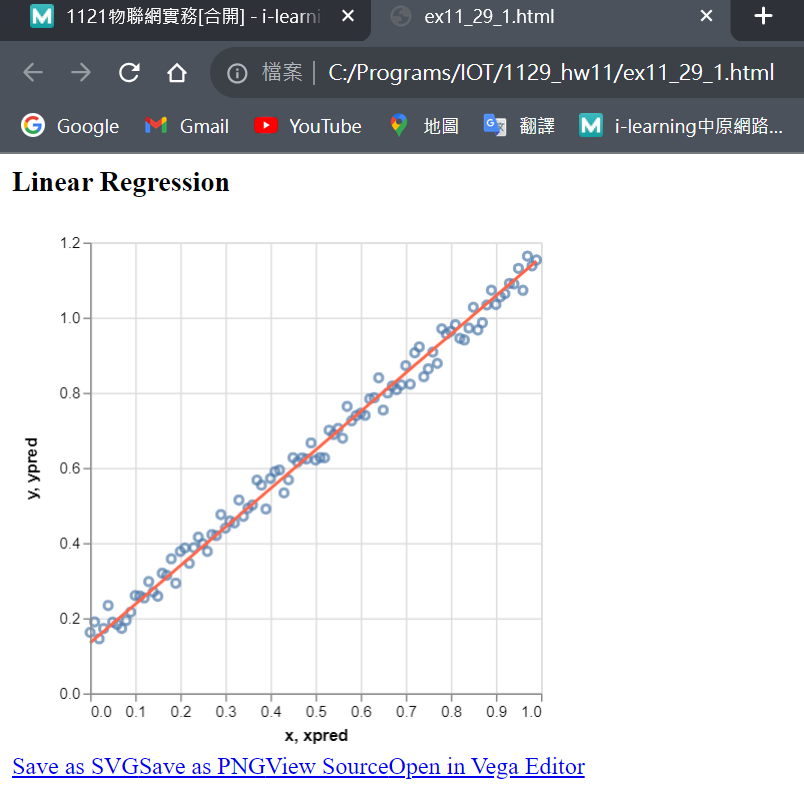 1121物聯網實務[合開] - i-learni
ex11_29_1.html
檔案 | C:/Programs/IOT/1129_hw11/ex11_29_1.html
Google Gmail YouTube 地圖 翻譯 i-learning中原網路...
Linear Regression
1.2
1.0
0.8
0.6
0.4
0.2
0.0
y, ypred
0.0 0.1 0.2 0.3 0.4 0.5 0.6 0.7 0.8 0.9 1.0
x, xpred
Save as SVGSave as PNGView SourceOpen in Vega Editor